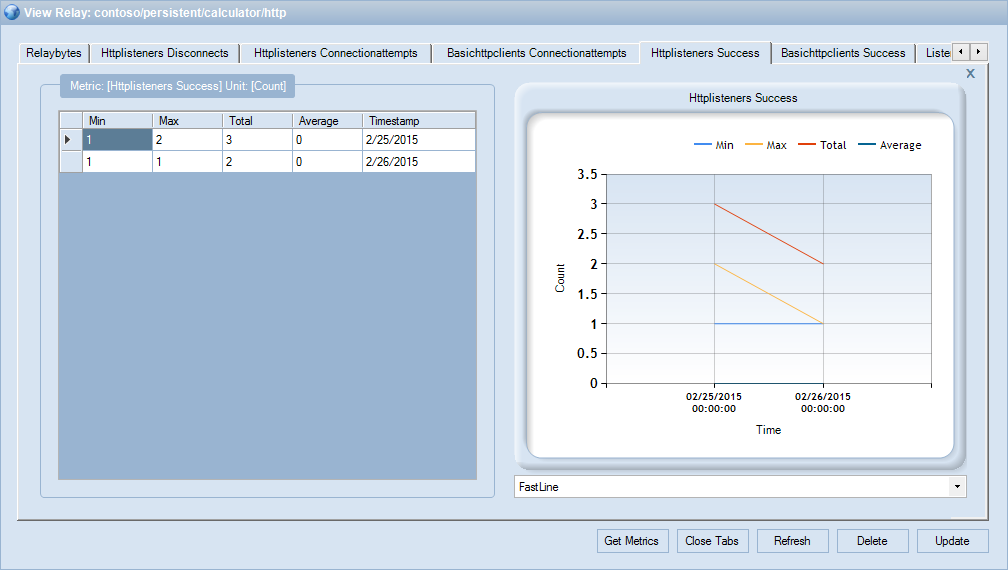 View Relay: contoso/persistent/calculator/http
Relaybytes Httplisteners Disconnects Httplisteners Connectionattempts Basichttpclients Connectionattempts Httplisteners Success Basichttpclients Success Liste
X
Metric: [Httplisteners Success] Unit: [Count]
Min Max Total Average Timestamp
1 2 3 0 2/25/2015
1 1 2 0 2/26/2015
Httplisteners Success
Min Max Total Average
3.5
3
2.5
2
1.5
1
0.5
0
Count
02/25/2015 02/26/2015
00:00:00 00:00:00
Time
FastLine
Get Metrics Close Tabs Refresh Delete Update